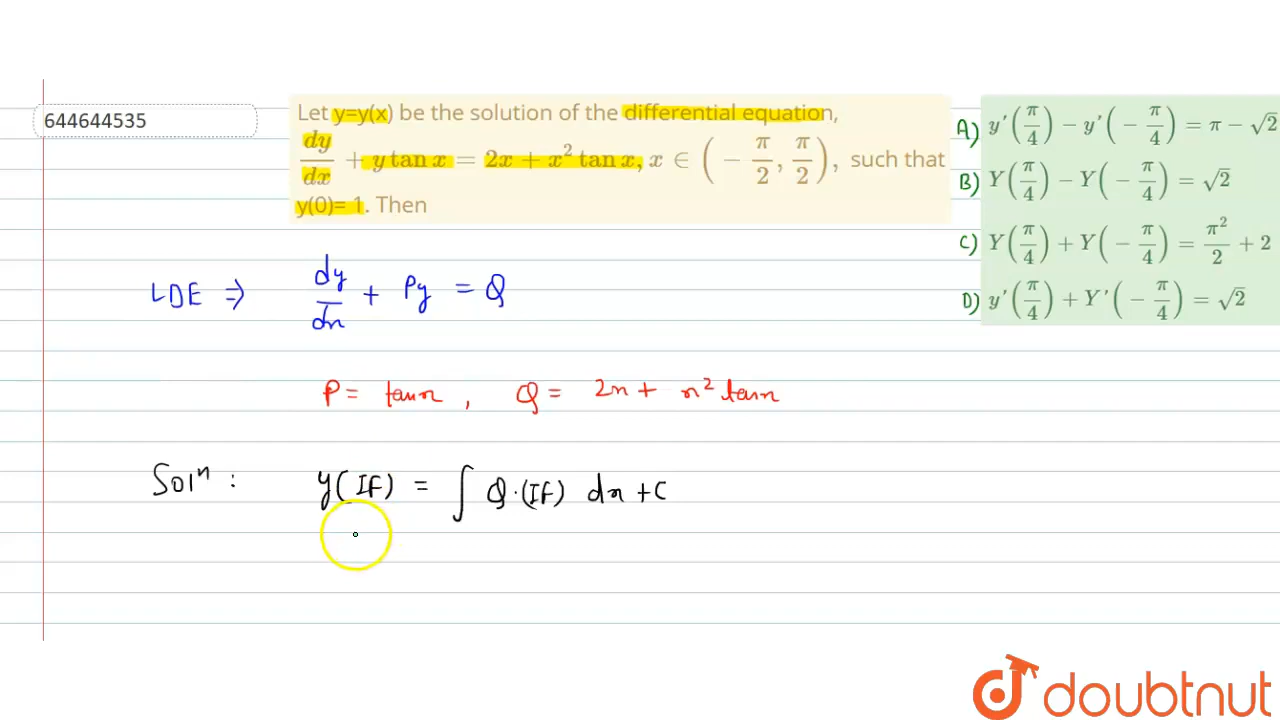 644644535
Let y=y(x) be the solution of the differential equation,
dy/dx + y tan x = 2x + x² tan x, x ∈ (−π/2, π/2), such that
y(0)= 1. Then
A) y'(π/4) − y'(−π/4) = π − √2
B) Y(π/4) − Y(−π/4) = √2
C) Y(π/4) + Y(−π/4) = π²/2 + 2
D) y'(π/4) + Y'(−π/4) = √2
LDE ⇒ dy/dx + Py = Q
P = tanx , Q = 2x + x² tanx
Solⁿ : y(IF) = ∫ Q·(IF) dx + C
doubtnut